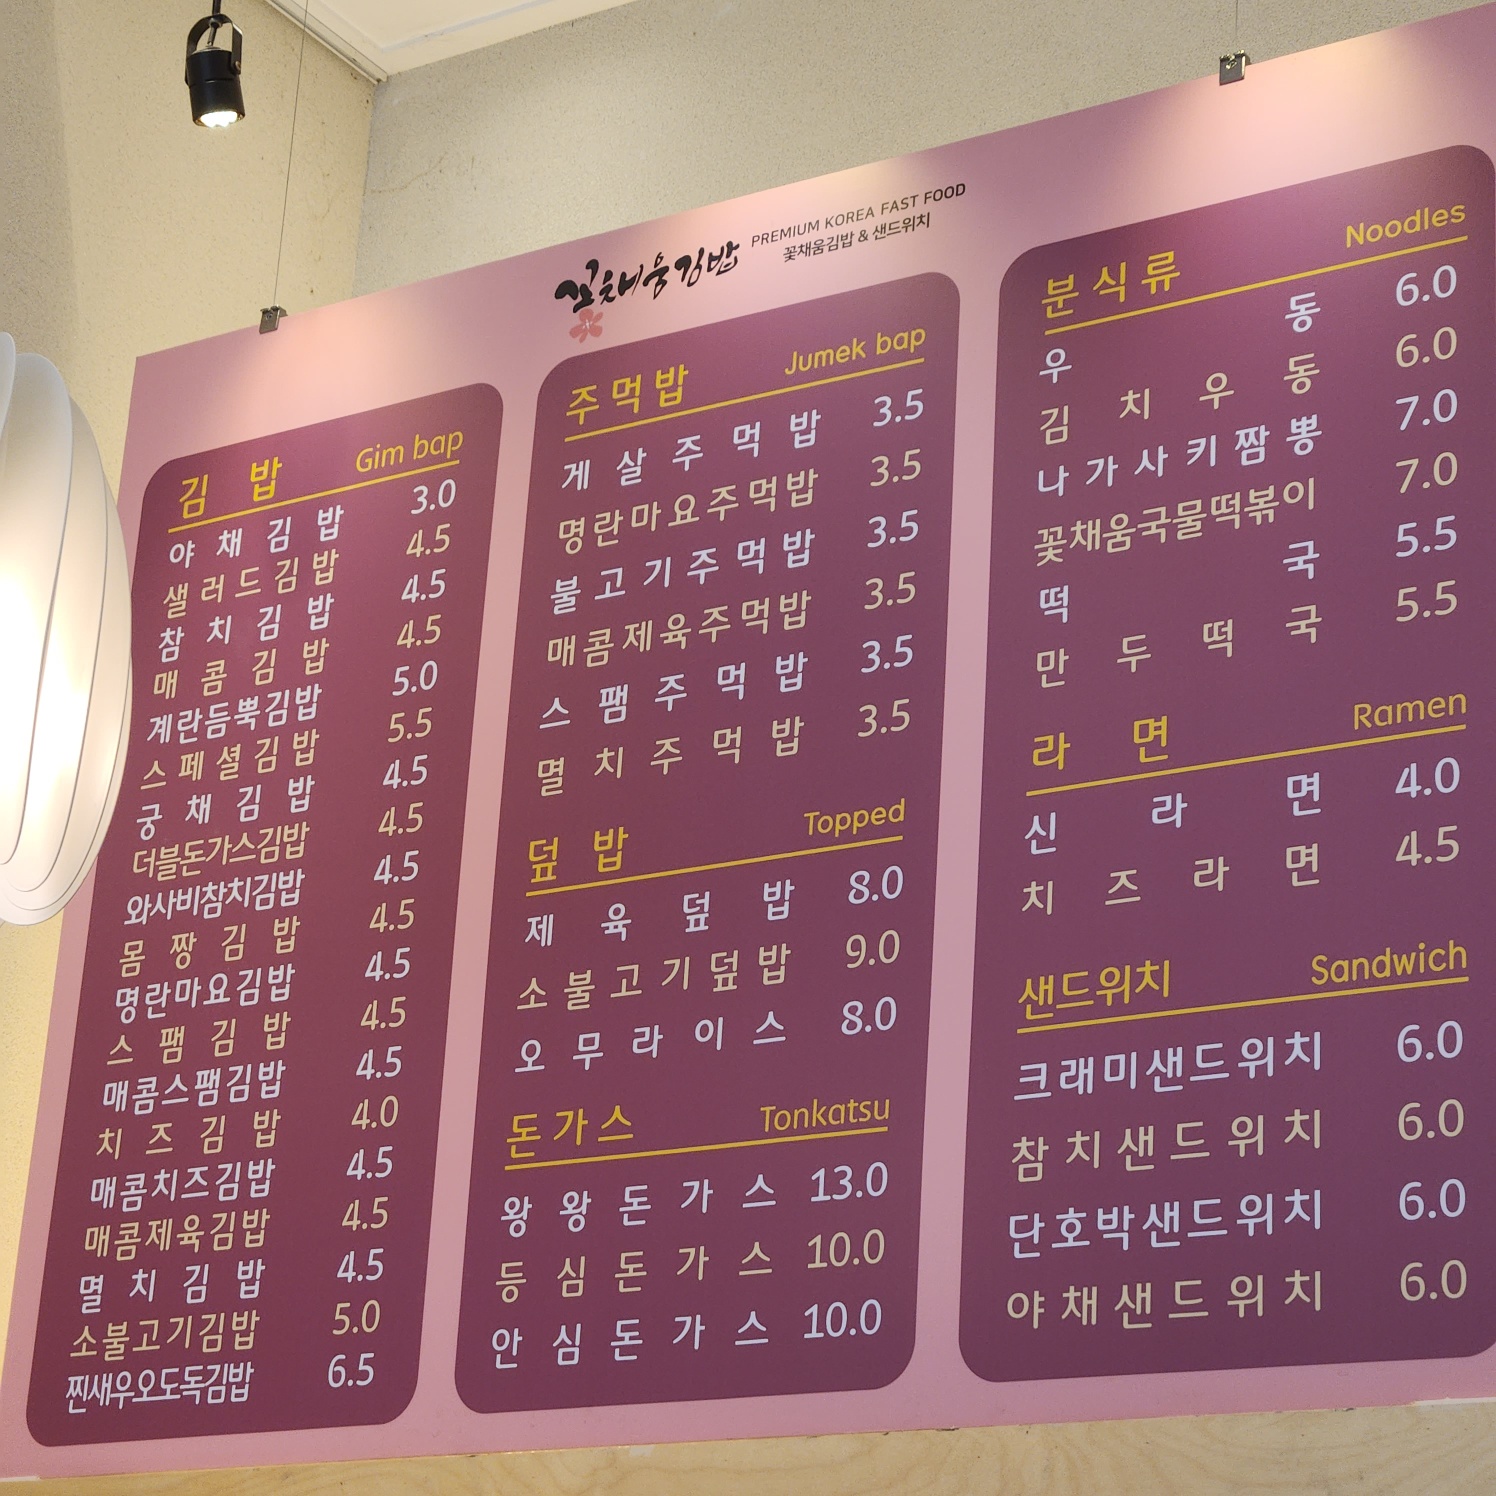 꽃채움김밥
PREMIUM KOREA FAST FOOD
꽃채움김밥 & 샌드위치
김밥 Gim bap
야채김밥 3.0
샐러드김밥 4.5
참치김밥 4.5
매콤김밥 4.5
계란듬뿍김밥 5.0
스페셜김밥 5.5
궁채김밥 4.5
더블돈가스김밥 4.5
와사비참치김밥 4.5
몸짱김밥 4.5
명란마요김밥 4.5
스팸김밥 4.5
매콤스팸김밥 4.5
치즈김밥 4.0
매콤치즈김밥 4.5
매콤제육김밥 4.5
멸치김밥 4.5
소불고기김밥 5.0
찐새우오도독김밥 6.5
주먹밥 Jumek bap
게살주먹밥 3.5
명란마요주먹밥 3.5
불고기주먹밥 3.5
매콤제육주먹밥 3.5
스팸주먹밥 3.5
멸치주먹밥 3.5
덮밥 Topped
제육덮밥 8.0
소불고기덮밥 9.0
오무라이스 8.0
돈가스 Tonkatsu
왕왕돈가스 13.0
등심돈가스 10.0
안심돈가스 10.0
분식류 Noodles
우동 6.0
김치우동 6.0
나가사키짬뽕 7.0
꽃채움국물떡볶이 7.0
떡국 5.5
만두떡국 5.5
라면 Ramen
신라면 4.0
치즈라면 4.5
샌드위치 Sandwich
크래미샌드위치 6.0
참치샌드위치 6.0
단호박샌드위치 6.0
야채샌드위치 6.0